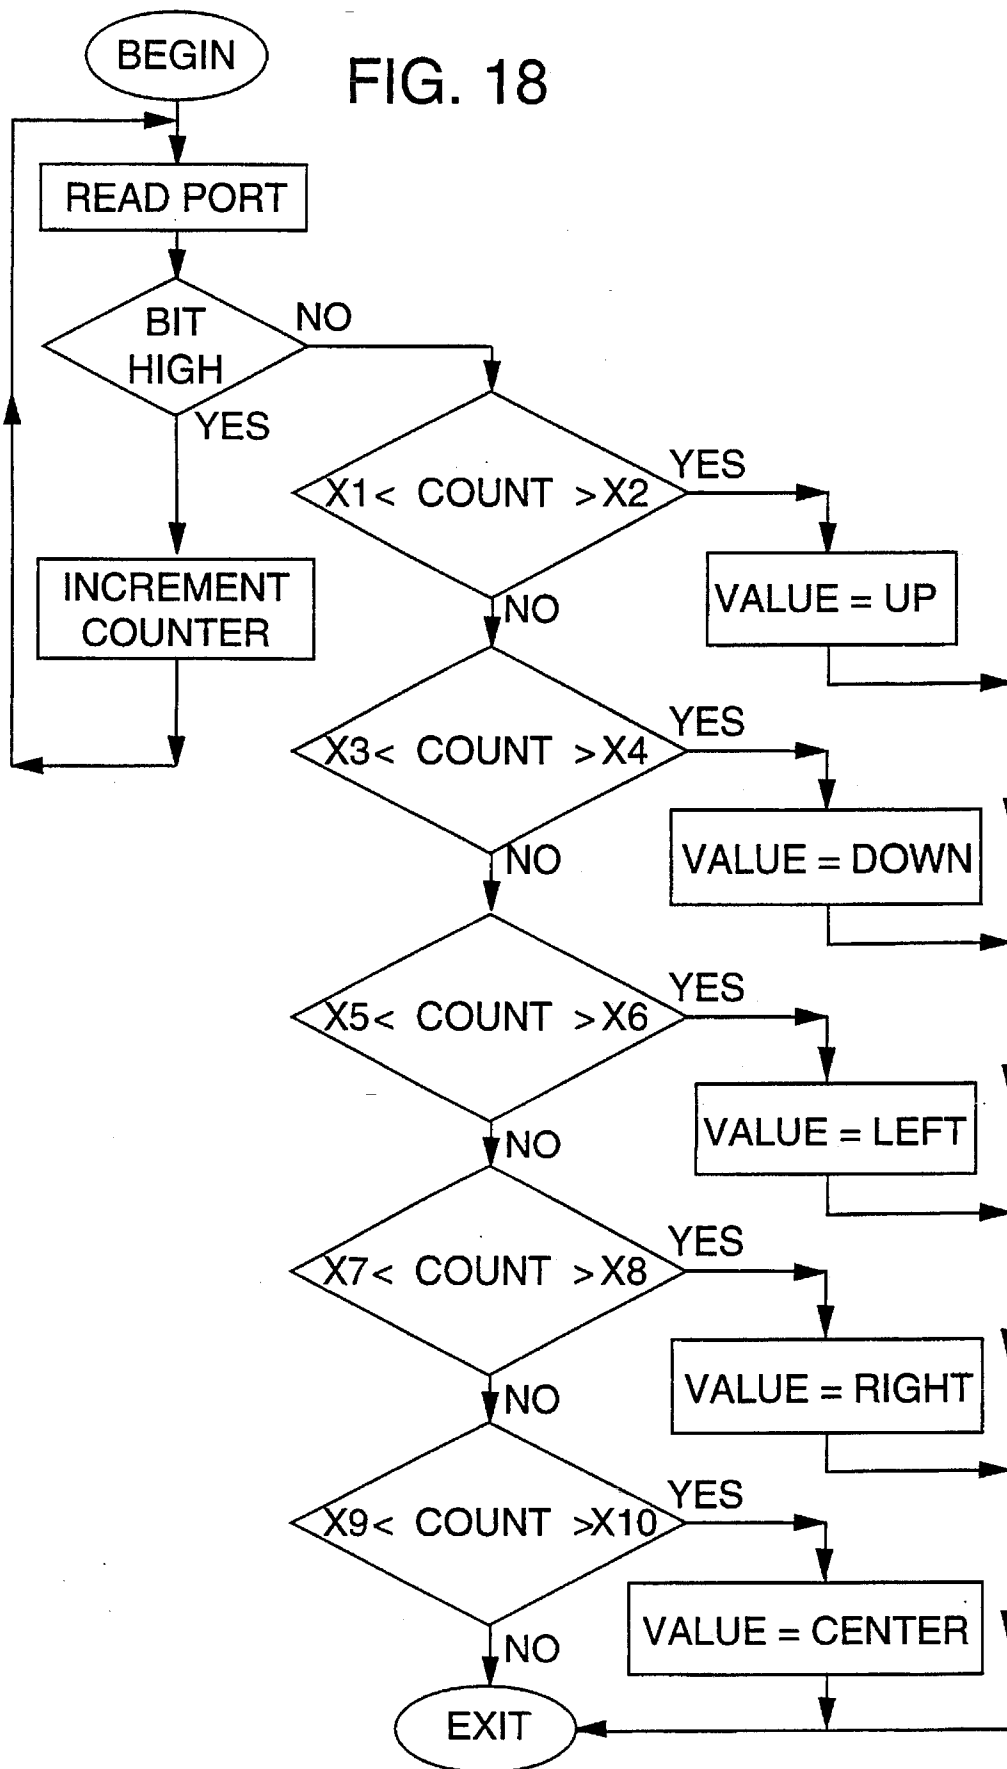 BEGIN
FIG. 18
READ PORT
BIT
HIGH
NO
YES
INCREMENT
COUNTER
X1< COUNT >X2
YES
VALUE = UP
NO
X3< COUNT >X4
YES
VALUE = DOWN
NO
X5< COUNT >X6
YES
VALUE = LEFT
NO
X7< COUNT >X8
YES
VALUE = RIGHT
NO
X9< COUNT >X10
YES
VALUE = CENTER
NO
EXIT